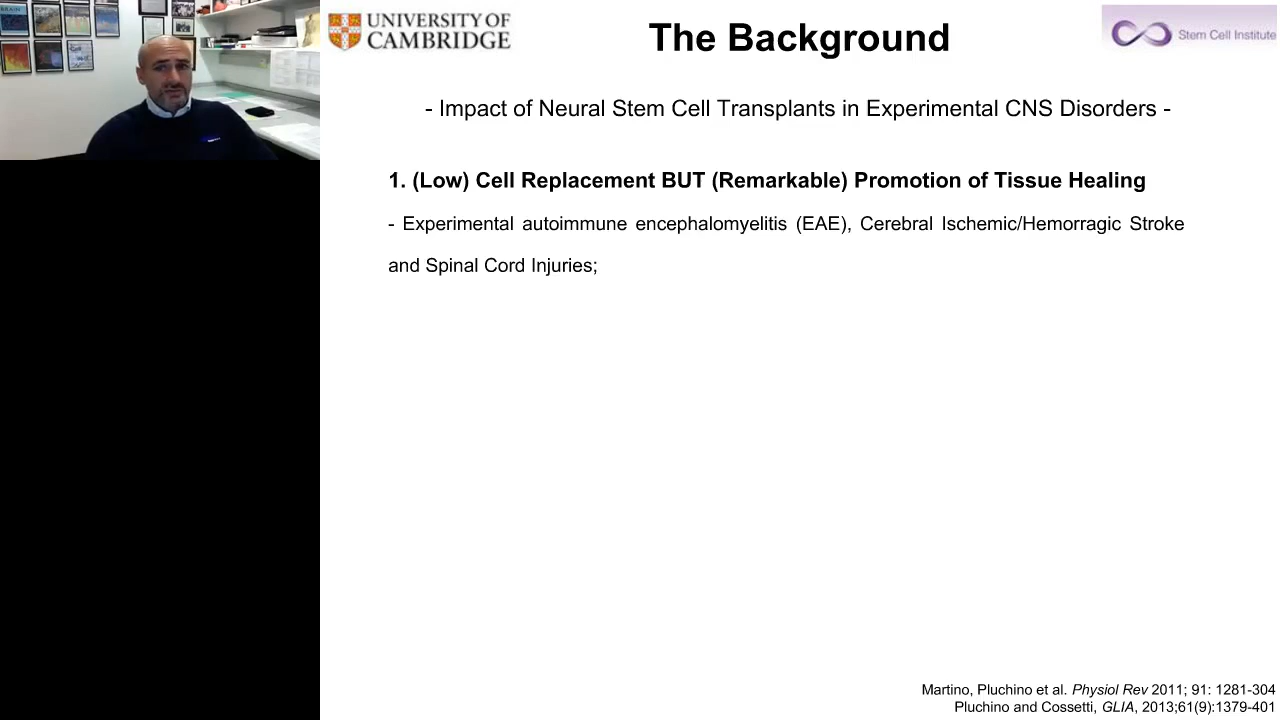 BRAIN
UNIVERSITY OF
CAMBRIDGE
The Background
Stem Cell Institute
- Impact of Neural Stem Cell Transplants in Experimental CNS Disorders -
1. (Low) Cell Replacement BUT (Remarkable) Promotion of Tissue Healing
- Experimental autoimmune encephalomyelitis (EAE), Cerebral Ischemic/Hemorragic Stroke
and Spinal Cord Injuries;
Martino, Pluchino et al. Physiol Rev 2011; 91: 1281-304
Pluchino and Cossetti, GLIA, 2013;61(9):1379-401